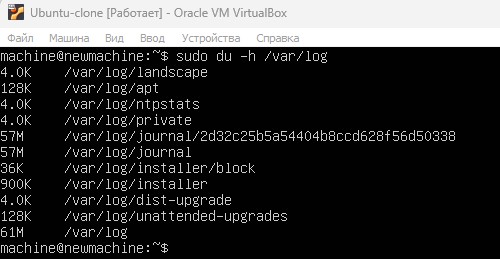 Ubuntu-clone [Работает] - Oracle VM VirtualBox
Файл Машина Вид Ввод Устройства Справка
machine@newmachine:~$ sudo du -h /var/log
4.0K /var/log/landscape
128K /var/log/apt
4.0K /var/log/ntpstats
4.0K /var/log/private
57M /var/log/journal/2d32c25b5a54404b8ccd628f56d50338
57M /var/log/journal
36K /var/log/installer/block
900K /var/log/installer
4.0K /var/log/dist-upgrade
128K /var/log/unattended-upgrades
61M /var/log
machine@newmachine:~$